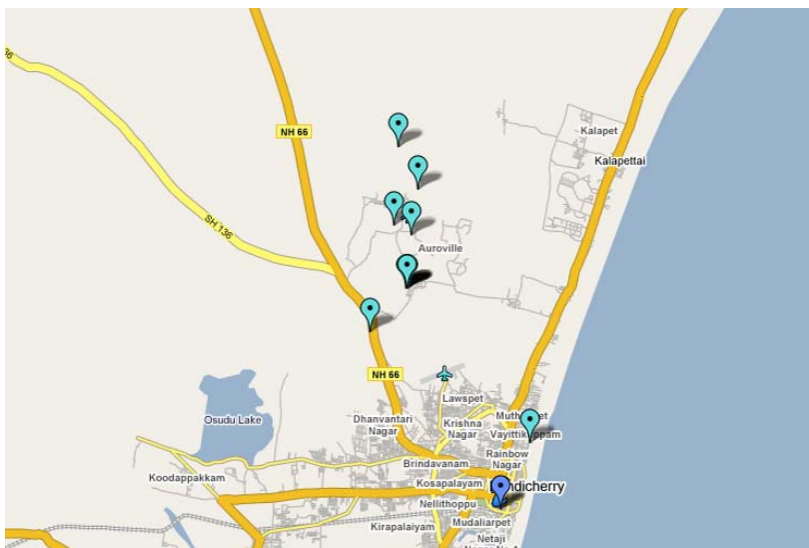 NH 66
Kalapet
Kalapettai
SH 136
Auroville
NH 66
Lawspet
Osudu Lake
Dhanvantari
Nagar
Krishna
Nagar
Vayittikuppam
Rainbow
Nagar
Brindavanam
Koodappakkam
Kosapalayam
Nellithoppu
Mudaliarpet
Kirapalaiyam
Netaji